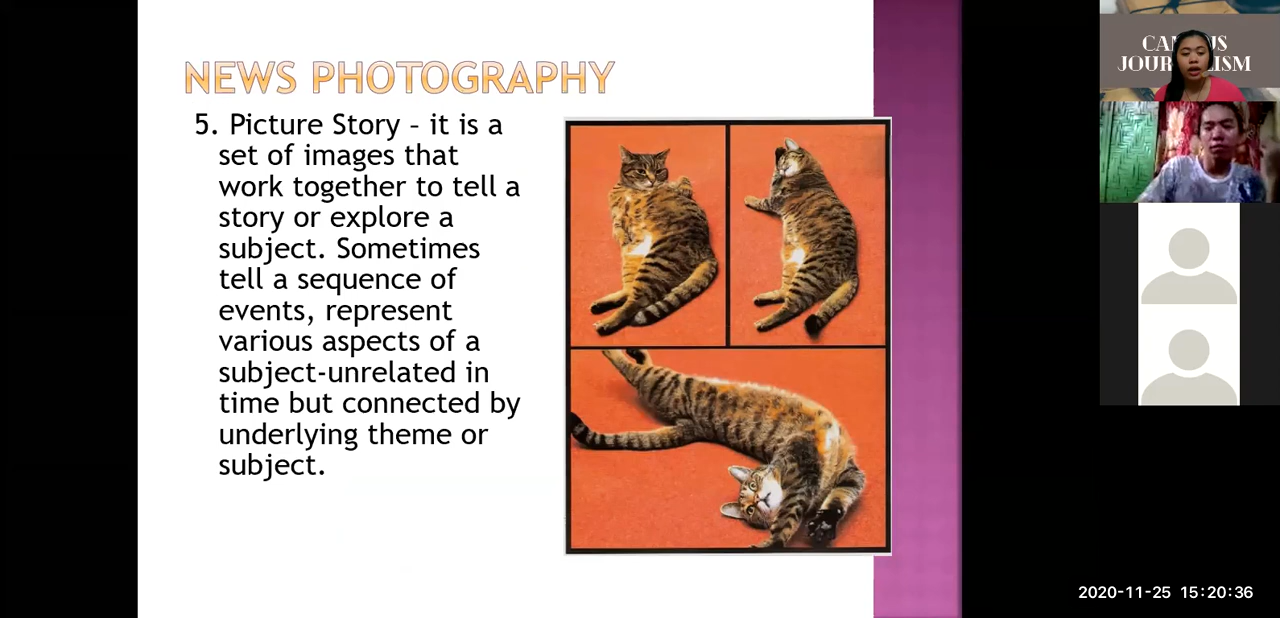 NEWS PHOTOGRAPHY
5. Picture Story – it is a
set of images that
work together to tell a
story or explore a
subject. Sometimes
tell a sequence of
events, represent
various aspects of a
subject-unrelated in
time but connected by
underlying theme or
subject.
2020-11-25 15:20:36